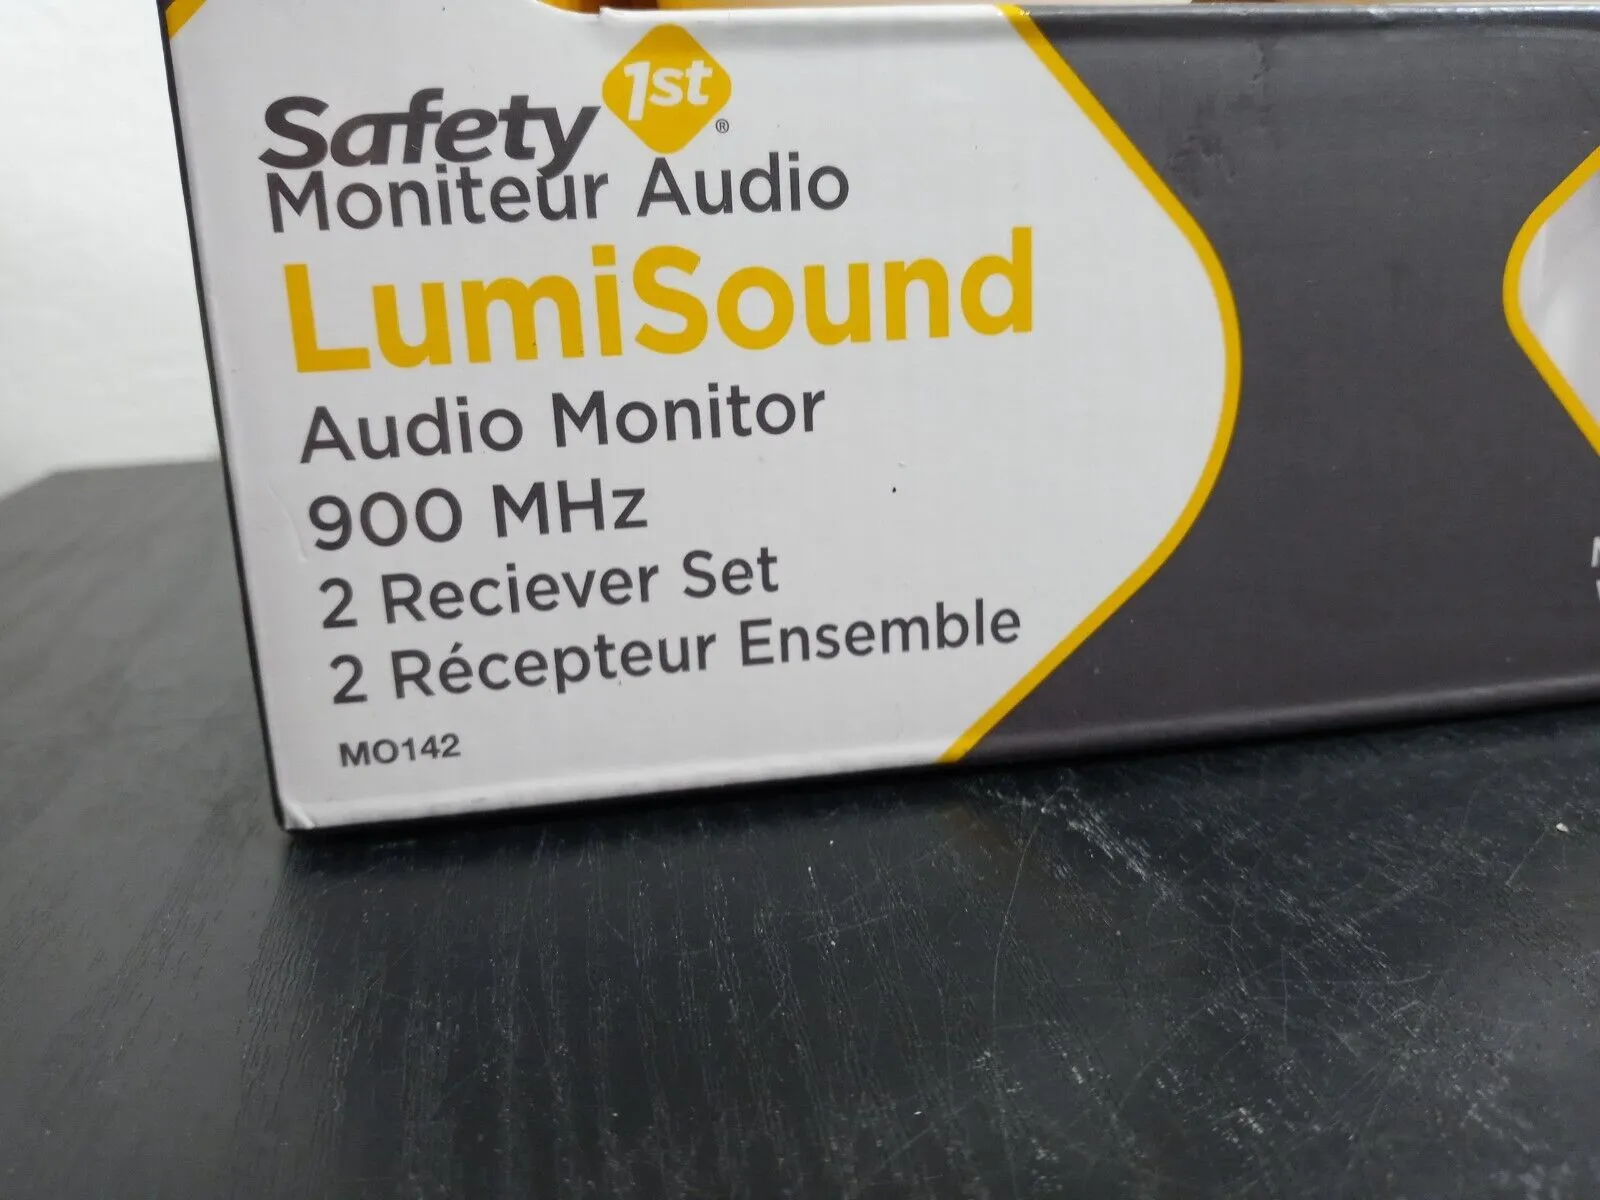 Safety 1st®
Moniteur Audio
LumiSound
Audio Monitor
900 MHz
2 Reciever Set
2 Récepteur Ensemble
MO142